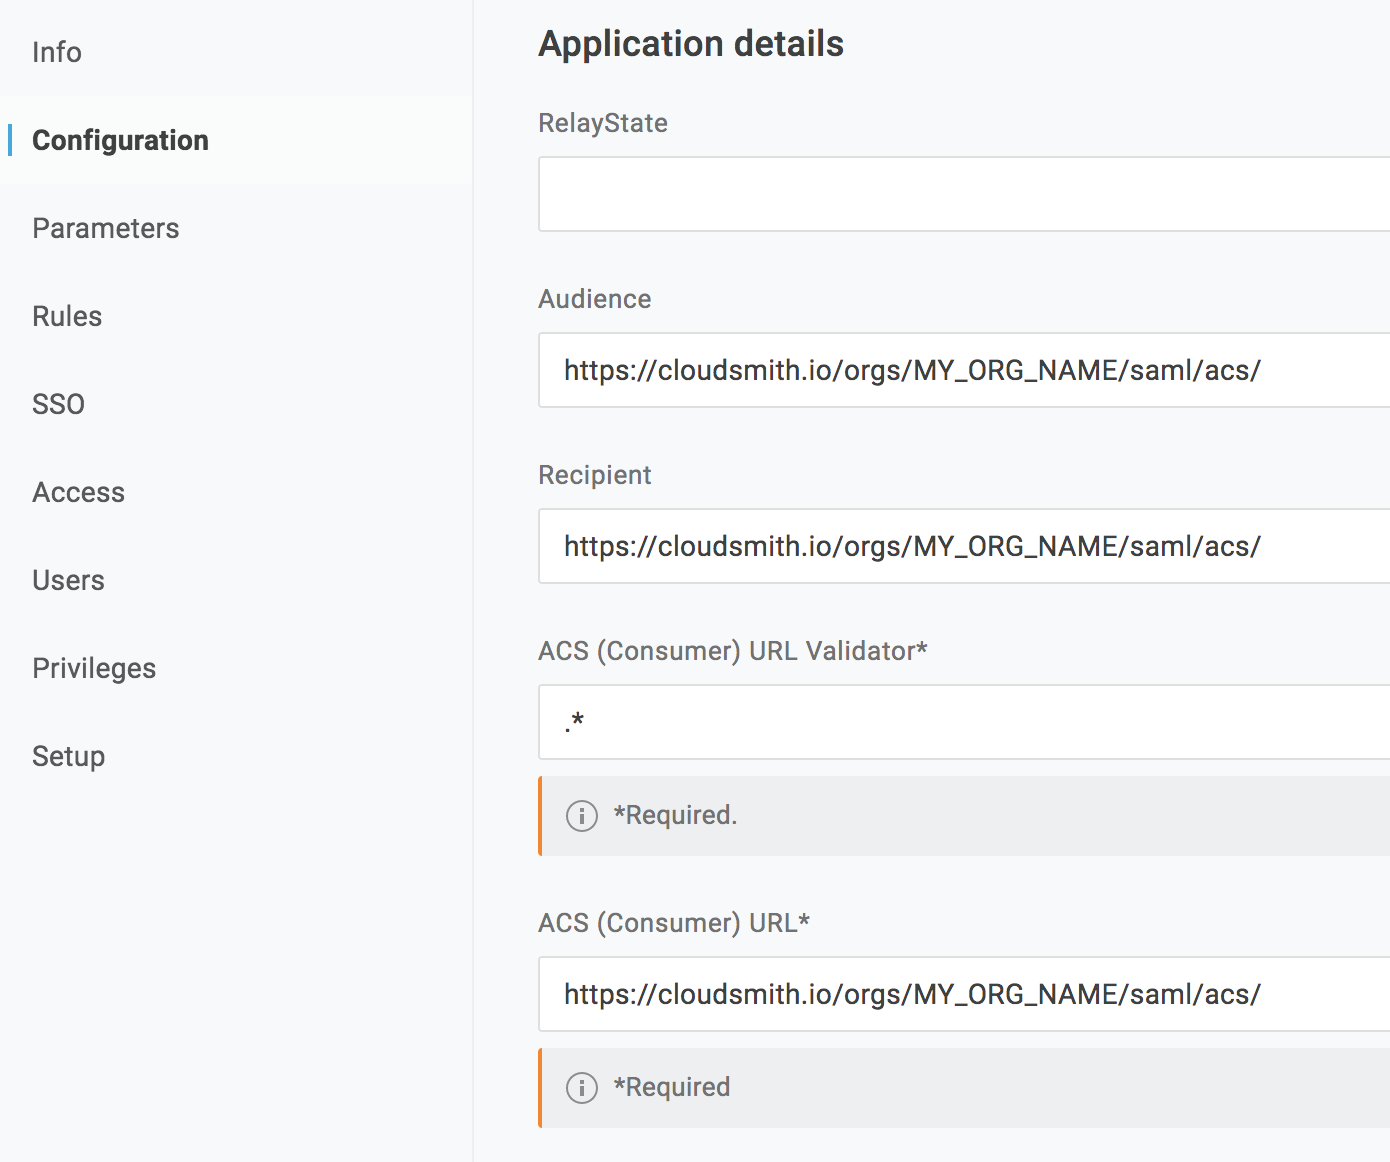 Info
Configuration
Parameters
Rules
SSO
Access
Users
Privileges
Setup
Application details
RelayState
Audience
https://cloudsmith.io/orgs/MY_ORG_NAME/saml/acs/
Recipient
https://cloudsmith.io/orgs/MY_ORG_NAME/saml/acs/
ACS (Consumer) URL Validator*
.*
*Required.
ACS (Consumer) URL*
https://cloudsmith.io/orgs/MY_ORG_NAME/saml/acs/
*Required